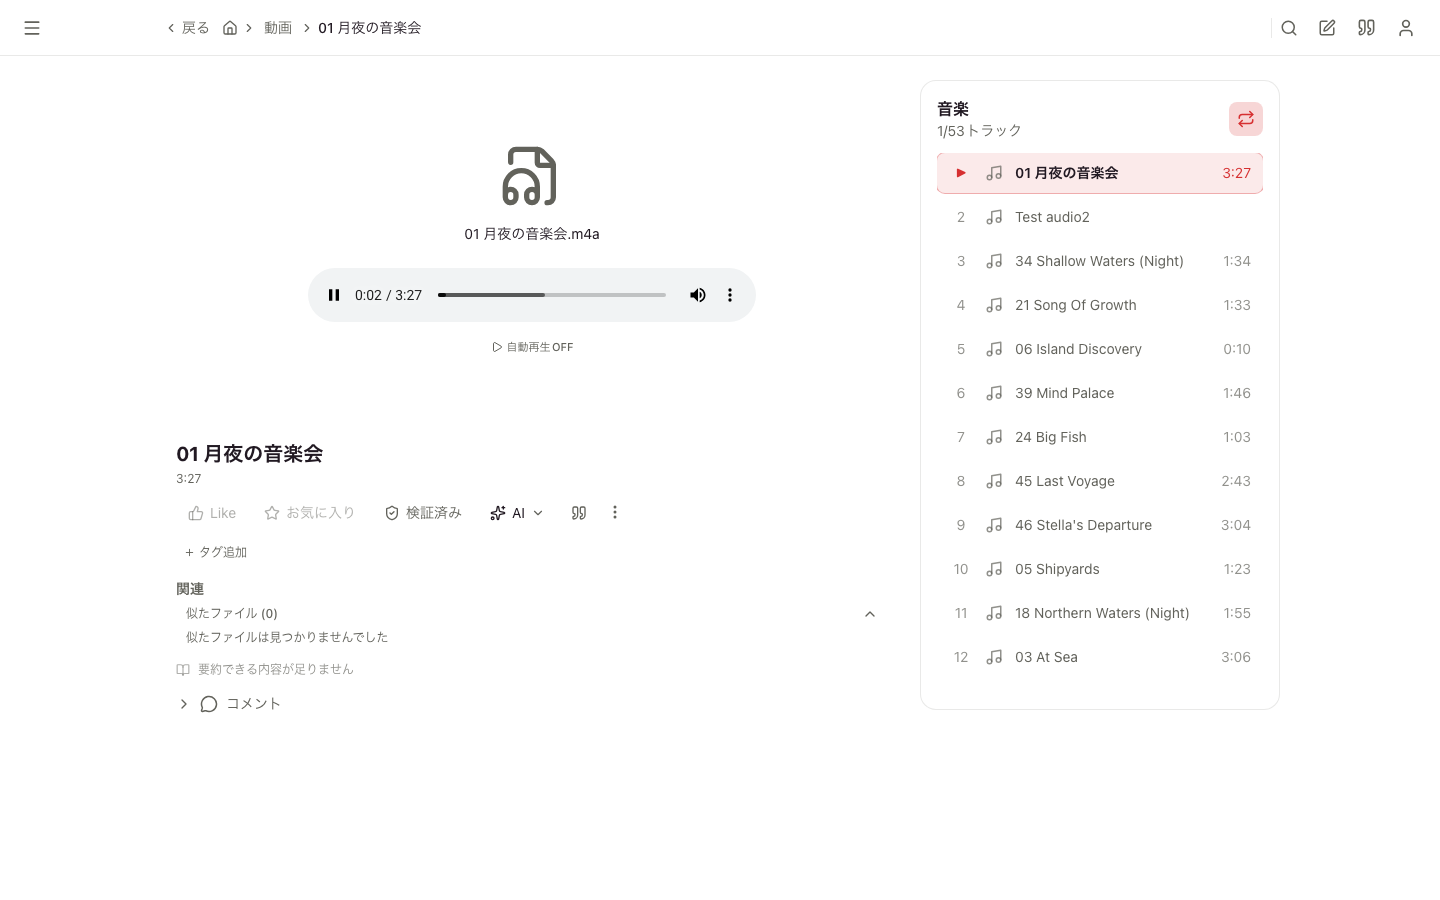 戻る 動画 01 月夜の音楽会
01 月夜の音楽会.m4a
0:02 / 3:27
自動再生OFF
01 月夜の音楽会
3:27
Like お気に入り 検証済み AI
+ タグ追加
関連
似たファイル (0)
似たファイルは見つかりませんでした
要約できる内容が足りません
コメント
音楽
1/53トラック
01 月夜の音楽会 3:27
2 Test audio2
3 34 Shallow Waters (Night) 1:34
4 21 Song Of Growth 1:33
5 06 Island Discovery 0:10
6 39 Mind Palace 1:46
7 24 Big Fish 1:03
8 45 Last Voyage 2:43
9 46 Stella's Departure 3:04
10 05 Shipyards 1:23
11 18 Northern Waters (Night) 1:55
12 03 At Sea 3:06